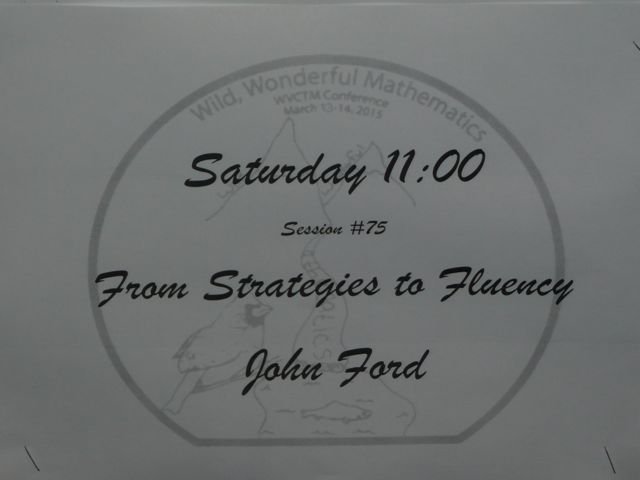 Wild, Wonderful Mathematics
WVCTM Conference
March 13-14, 2015
Saturday 11:00
Session #75
From Strategies to Fluency
John Ford